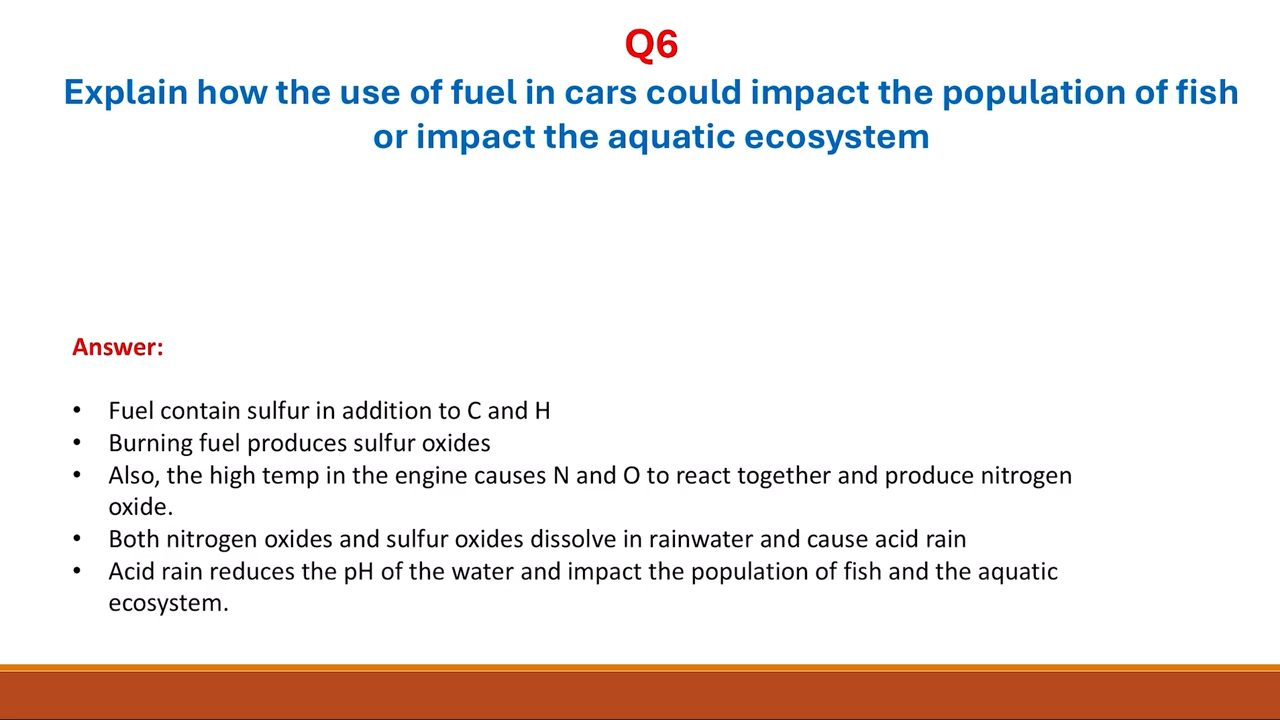 Q6
Explain how the use of fuel in cars could impact the population of fish
or impact the aquatic ecosystem
Answer:
• Fuel contain sulfur in addition to C and H
• Burning fuel produces sulfur oxides
• Also, the high temp in the engine causes N and O to react together and produce nitrogen
oxide.
• Both nitrogen oxides and sulfur oxides dissolve in rainwater and cause acid rain
• Acid rain reduces the pH of the water and impact the population of fish and the aquatic
ecosystem.